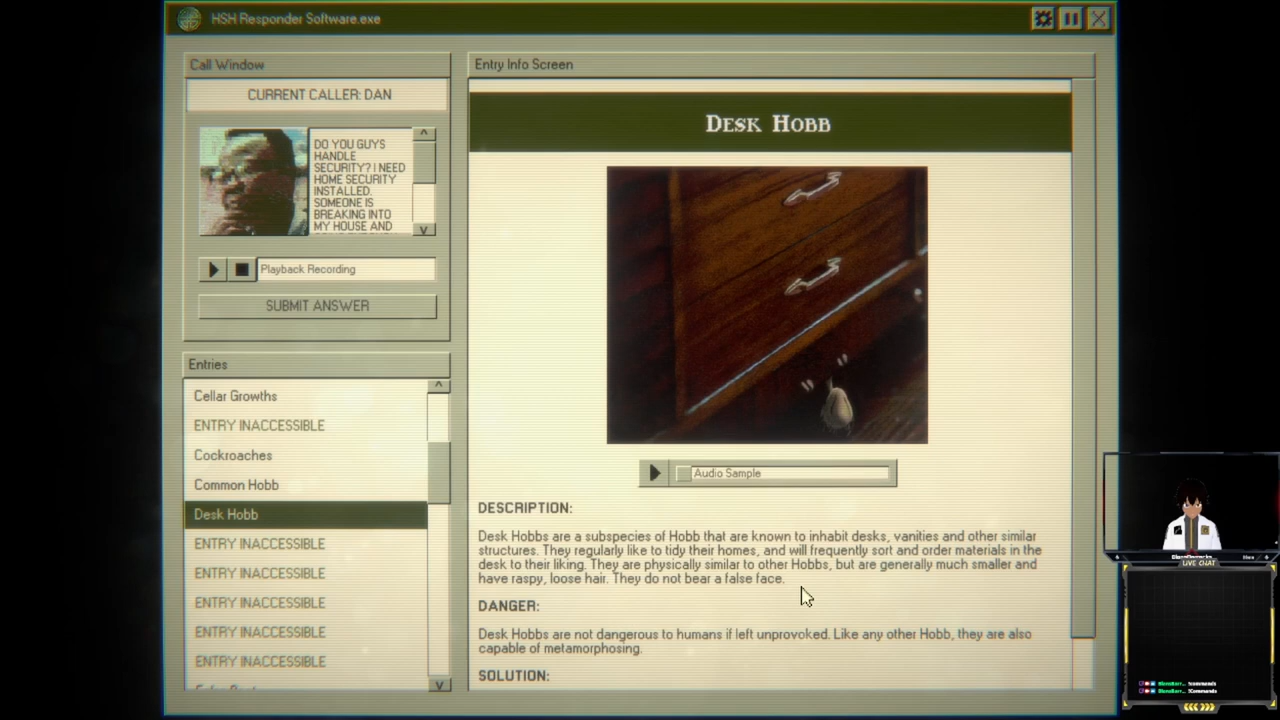 HSH Responder Software.exe
Call Window
CURRENT CALLER: DAN
DO YOU GUYS
HANDLE
SECURITY? I NEED
HOME SECURITY
INSTALLED.
SOMEONE IS
BREAKING INTO
MY HOUSE AND
Playback Recording
SUBMIT ANSWER
Entries
Cellar Growths
ENTRY INACCESSIBLE
Cockroaches
Common Hobb
Desk Hobb
ENTRY INACCESSIBLE
ENTRY INACCESSIBLE
ENTRY INACCESSIBLE
ENTRY INACCESSIBLE
ENTRY INACCESSIBLE
Entry Info Screen
Desk Hobb
Audio Sample
DESCRIPTION:
Desk Hobbs are a subspecies of Hobb that are known to inhabit desks, vanities and other similar
structures. They regularly like to tidy their homes, and will frequently sort and order materials in the
desk to their liking. They are physically similar to other Hobbs, but are generally much smaller and
have raspy, loose hair. They do not bear a false face.
DANGER:
Desk Hobbs are not dangerous to humans if left unprovoked. Like any other Hobb, they are also
capable of metamorphosing.
SOLUTION:
LIVE CHAT